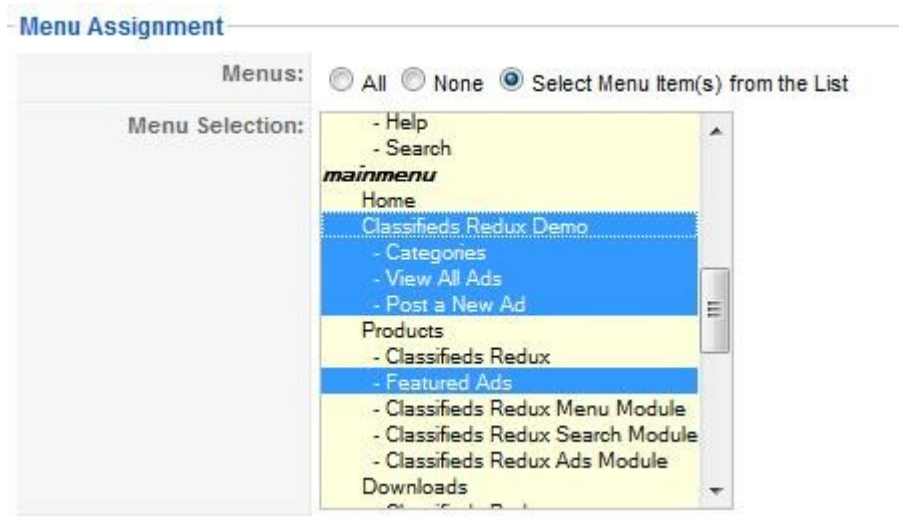 Menu Assignment
Menus: All None Select Menu Item(s) from the List
Menu Selection:
- Help
- Search
mainmenu
Home
Classifieds Redux Demo
- Categories
- View All Ads
- Post a New Ad
Products
- Classifieds Redux
- Featured Ads
- Classifieds Redux Menu Module
- Classifieds Redux Search Module
- Classifieds Redux Ads Module
Downloads